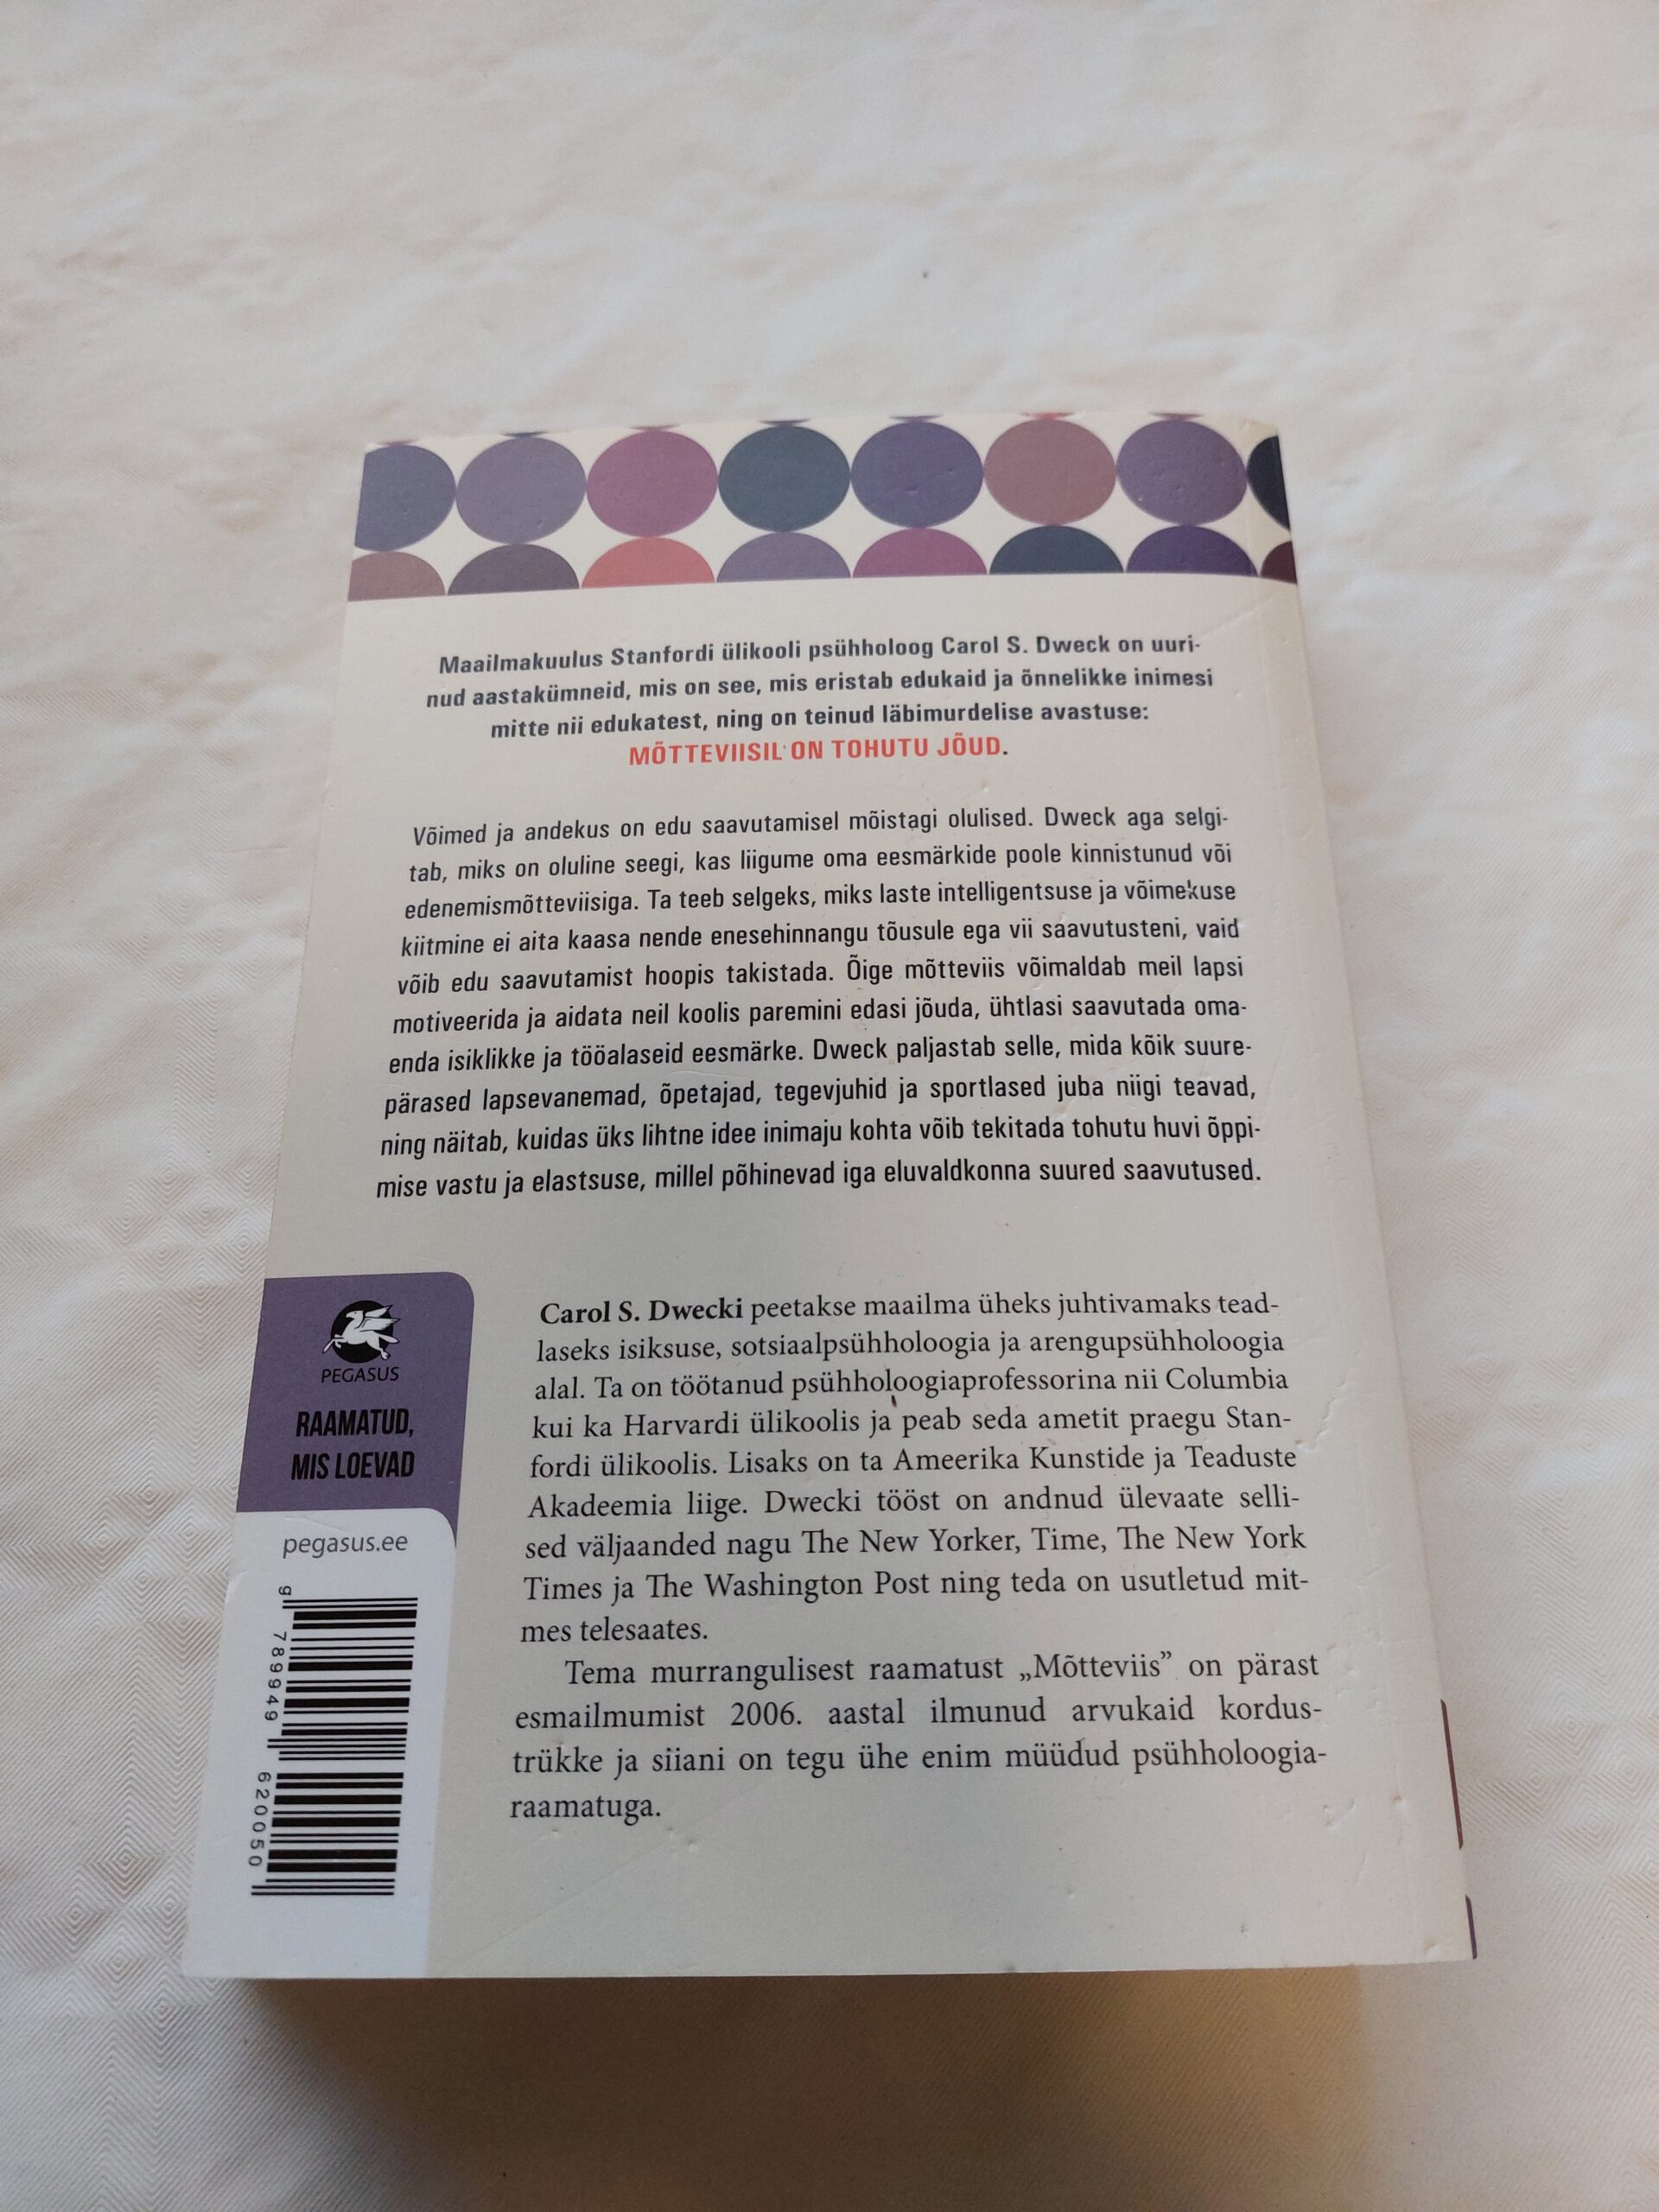 Maailmakuulus Stanfordi ülikooli psühholoog Carol S. Dweck on uuri-
nud aastakümneid, mis on see, mis eristab edukaid ja õnnelikke inimesi
mitte nii edukatest, ning on teinud läbimurdelise avastuse:
MÕTTEVIISIL ON TOHUTU JÕUD.
Võimed ja andekus on edu saavutamisel mõistagi olulised. Dweck aga selgi-
tab, miks on oluline seegi, kas liigume oma eesmärkide poole kinnistunud või
edenemismõtteviisiga. Ta teeb selgeks, miks laste intelligentsuse ja võimekuse
kiitmine ei aita kaasa nende enesehinnangu tõusule ega vii saavutusteni, vaid
võib edu saavutamist hoopis takistada. Õige mõtteviis võimaldab meil lapsi
motiveerida ja aidata neil koolis paremini edasi jõuda, ühtlasi saavutada oma-
enda isiklikke ja tööalaseid eesmärke. Dweck paljastab selle, mida kõik suure-
pärased lapsevanemad, õpetajad, tegevjuhid ja sportlased juba niigi teavad,
ning näitab, kuidas üks lihtne idee inimaju kohta võib tekitada tohutu huvi õppi-
mise vastu ja elastsuse, millel põhinevad iga eluvaldkonna suured saavutused.
Carol S. Dwecki peetakse maailma üheks juhtivamaks tead-
laseks isiksuse, sotsiaalpsühholoogia ja arengupsühholoogia
alal. Ta on töötanud psühholoogiaprofessorina nii Columbia
kui ka Harvardi ülikoolis ja peab seda ametit praegu Stan-
fordi ülikoolis. Lisaks on ta Ameerika Kunstide ja Teaduste
Akadeemia liige. Dwecki tööst on andnud ülevaate selli-
sed väljaanded nagu The New Yorker, Time, The New York
Times ja The Washington Post ning teda on usutletud mit-
mes telesaates.
Tema murrangulisest raamatust „Mõtteviis” on pärast
esmailmumist 2006. aastal ilmunud arvukaid kordus-
trükke ja siiani on tegu ühe enim müüdud psühholoogia-
raamatuga.
PEGASUS
RAAMATUD,
MIS LOEVAD
pegasus.ee
9 789949 620050